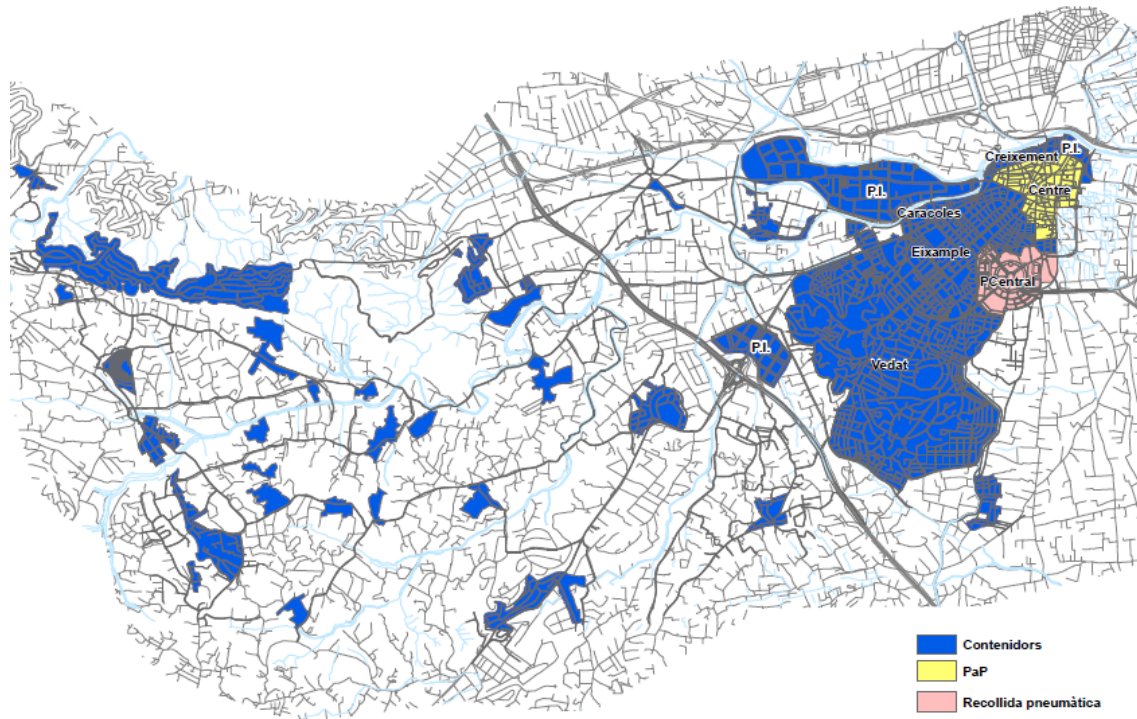 P.I.
Creixement
P.I.
Centre
Caracoles
Eixample
PCentral
P.I.
Vedat
Contenidors
PaP
Recollida pneumàtica